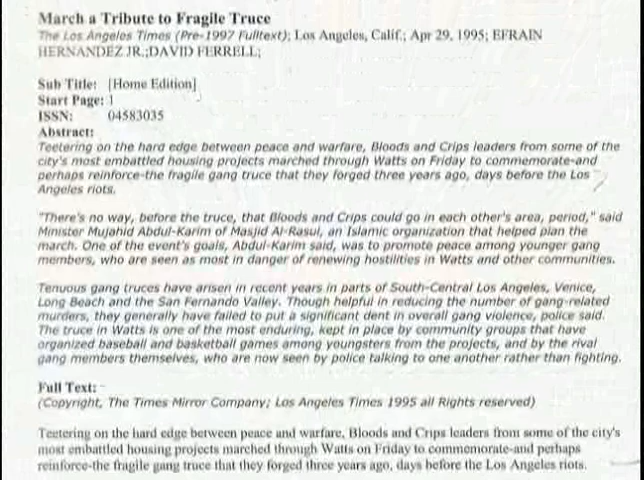 March a Tribute to Fragile Truce
The Los Angeles Times (Pre-1997 Fulltext); Los Angeles, Calif.; Apr 29, 1995; EFRAIN
HERNANDEZ JR.;DAVID FERRELL;
Sub Title: [Home Edition]
Start Page: 1
ISSN: 04583035
Abstract:
Teetering on the hard edge between peace and warfare, Bloods and Crips leaders from some of the
city's most embattled housing projects marched through Watts on Friday to commemorate-and
perhaps reinforce-the fragile gang truce that they forged three years ago, days before the Los
Angeles riots.
"There's no way, before the truce, that Bloods and Crips could go in each other's area, period," said
Minister Mujahid Abdul-Karim of Masjid Al-Rasul, an Islamic organization that helped plan the
march. One of the event's goals, Abdul-Karim said, was to promote peace among younger gang
members, who are seen as most in danger of renewing hostilities in Watts and other communities.
Tenuous gang truces have arisen in recent years in parts of South-Central Los Angeles, Venice,
Long Beach and the San Fernando Valley. Though helpful in reducing the number of gang-related
murders, they generally have failed to put a significant dent in overall gang violence, police said.
The truce in Watts is one of the most enduring, kept in place by community groups that have
organized baseball and basketball games among youngsters from the projects, and by the rival
gang members themselves, who are now seen by police talking to one another rather than fighting.
Full Text:
(Copyright, The Times Mirror Company; Los Angeles Times 1995 all Rights reserved)
Teetering on the hard edge between peace and warfare, Bloods and Crips leaders from some of the city's
most embattled housing projects marched through Watts on Friday to commemorate-and perhaps
reinforce-the fragile gang truce that they forged three years ago, days before the Los Angeles riots.